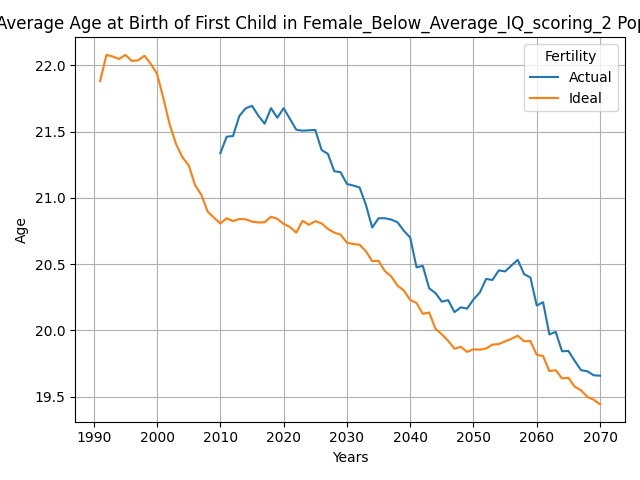 Average Age at Birth of First Child in Female_Below_Average_IQ_scoring_2
Fertility
Actual
Ideal
22.0
21.5
21.0
20.5
20.0
19.5
Age
1990 2000 2010 2020 2030 2040 2050 2060 2070
Years